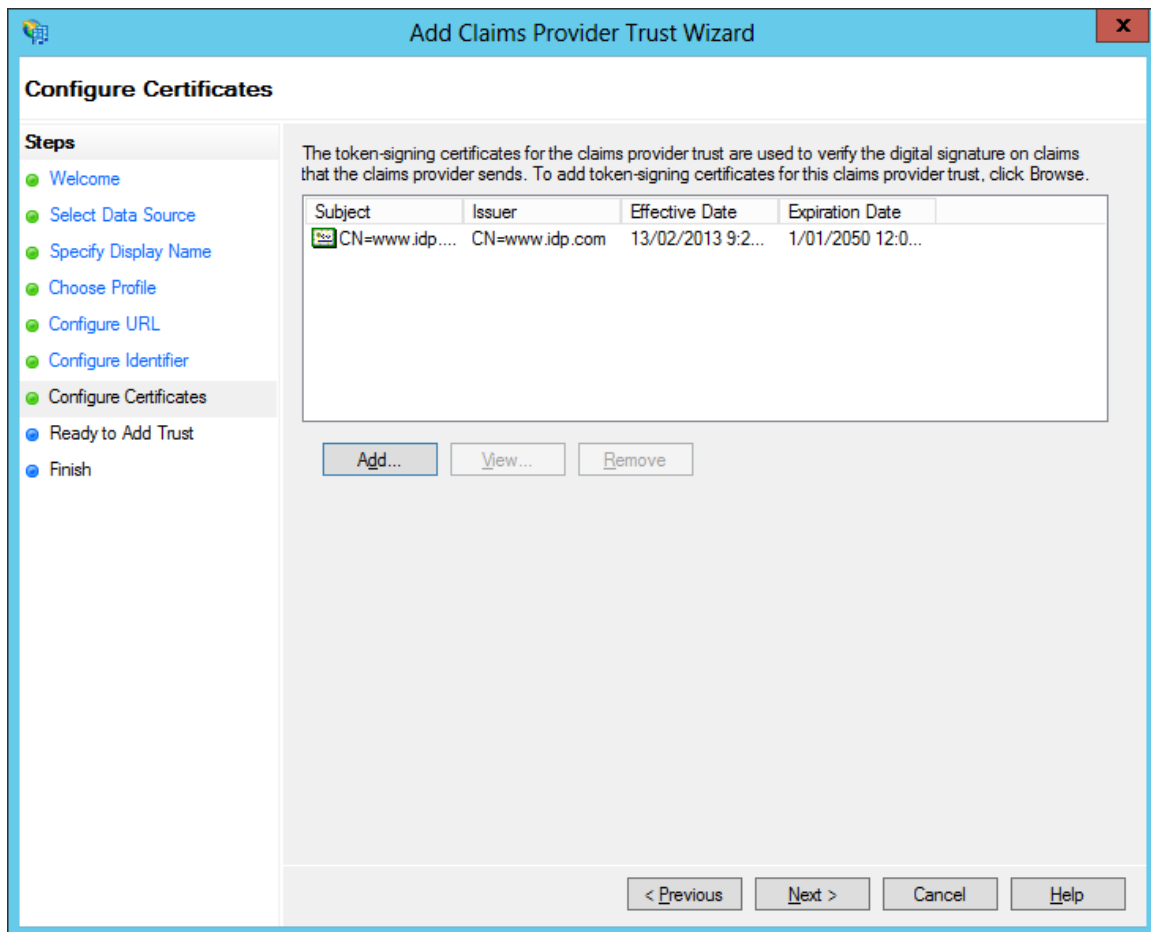 Add Claims Provider Trust Wizard
x
Configure Certificates
Steps
Welcome
Select Data Source
Specify Display Name
Choose Profile
Configure URL
Configure Identifier
Configure Certificates
Ready to Add Trust
Finish
The token-signing certificates for the claims provider trust are used to verify the digital signature on claims
that the claims provider sends. To add token-signing certificates for this claims provider trust, click Browse.
Subject Issuer Effective Date Expiration Date
CN=www.idp.... CN=www.idp.com 13/02/2013 9:2... 1/01/2050 12:0...
Add... View... Remove
< Previous Next > Cancel Help